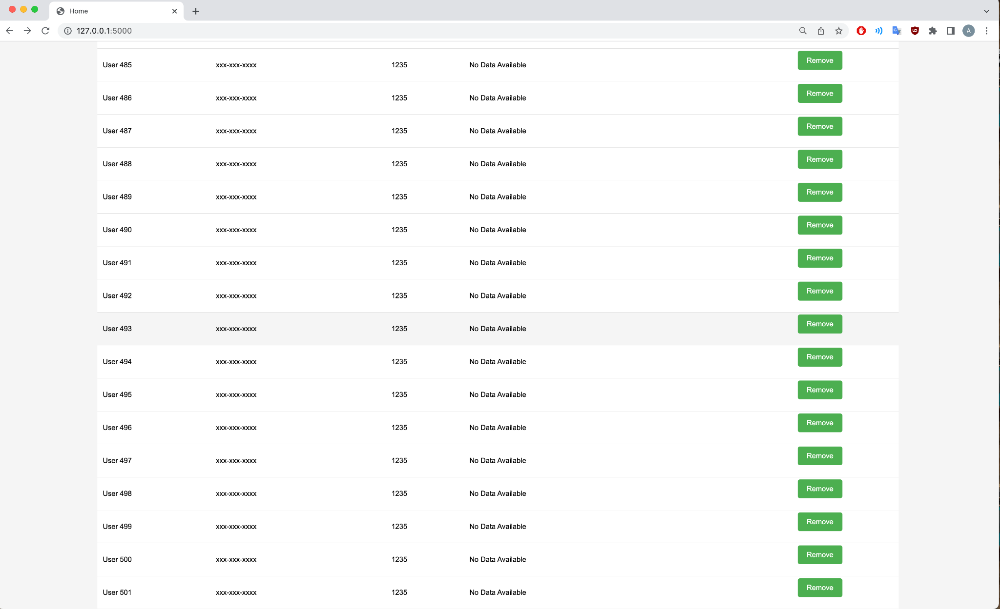 Home
127.0.0.1:5000
A
User 485 xxx-xxx-xxxx 1235 No Data Available Remove
User 486 xxx-xxx-xxxx 1235 No Data Available Remove
User 487 xxx-xxx-xxxx 1235 No Data Available Remove
User 488 xxx-xxx-xxxx 1235 No Data Available Remove
User 489 xxx-xxx-xxxx 1235 No Data Available Remove
User 490 xxx-xxx-xxxx 1235 No Data Available Remove
User 491 xxx-xxx-xxxx 1235 No Data Available Remove
User 492 xxx-xxx-xxxx 1235 No Data Available Remove
User 493 xxx-xxx-xxxx 1235 No Data Available Remove
User 494 xxx-xxx-xxxx 1235 No Data Available Remove
User 495 xxx-xxx-xxxx 1235 No Data Available Remove
User 496 xxx-xxx-xxxx 1235 No Data Available Remove
User 497 xxx-xxx-xxxx 1235 No Data Available Remove
User 498 xxx-xxx-xxxx 1235 No Data Available Remove
User 499 xxx-xxx-xxxx 1235 No Data Available Remove
User 500 xxx-xxx-xxxx 1235 No Data Available Remove
User 501 xxx-xxx-xxxx 1235 No Data Available Remove